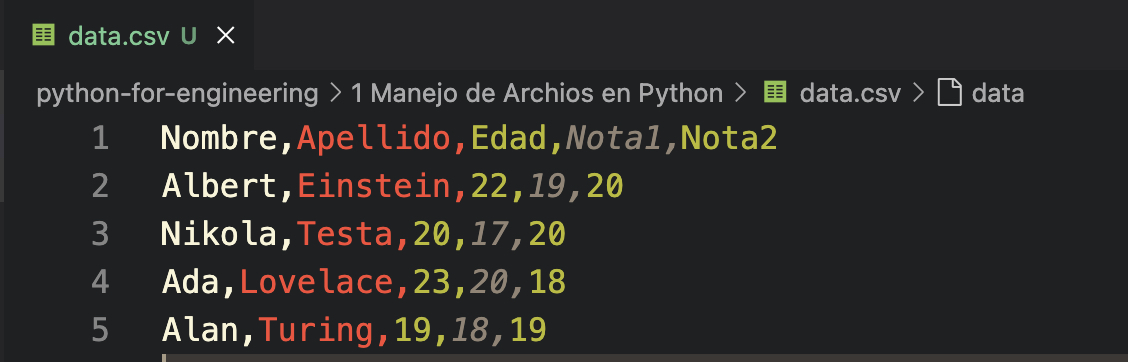 data.csv U
python-for-engineering > 1 Manejo de Archios en Python > data.csv > data
1 Nombre,Apellido,Edad,Nota1,Nota2
2 Albert,Einstein,22,19,20
3 Nikola,Testa,20,17,20
4 Ada,Lovelace,23,20,18
5 Alan,Turing,19,18,19